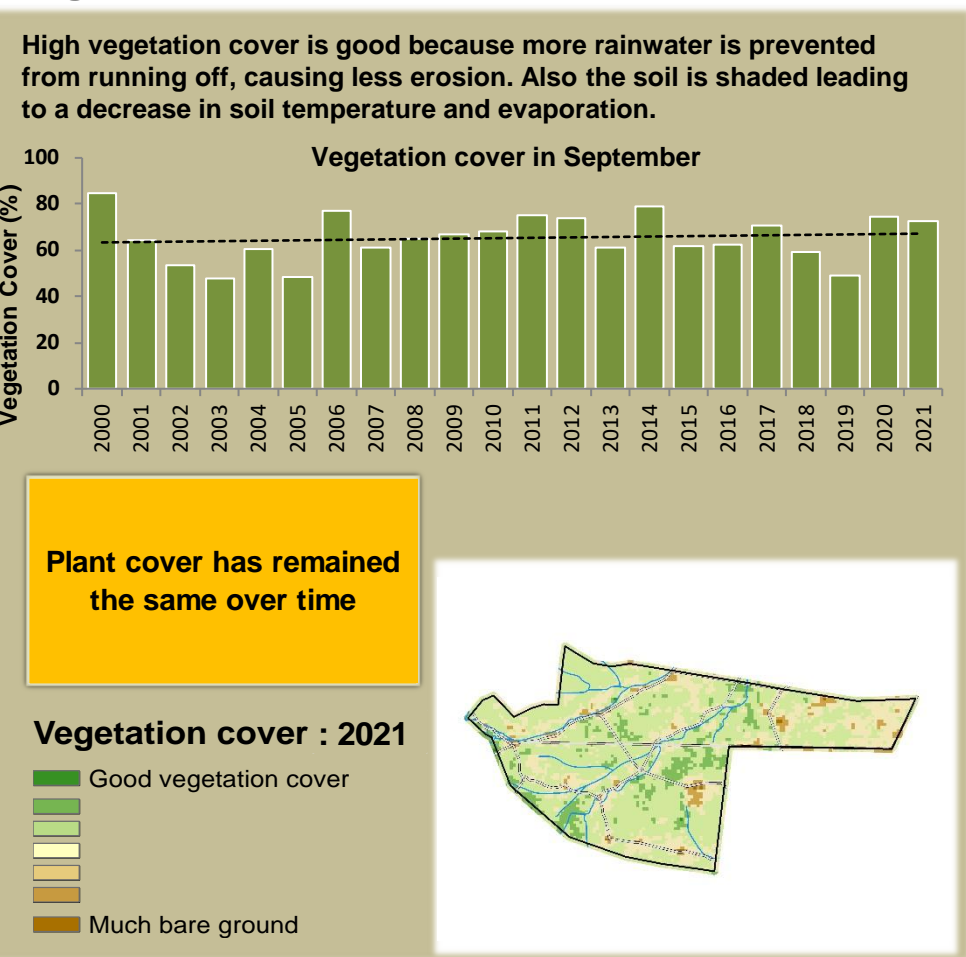 High vegetation cover is good because more rainwater is prevented
from running off, causing less erosion. Also the soil is shaded leading
to a decrease in soil temperature and evaporation.
Vegetation cover in September
Vegetation Cover (%)
100
80
60
40
20
0
2000
2001
2002
2003
2004
2005
2006
2007
2008
2009
2010
2011
2012
2013
2014
2015
2016
2017
2018
2019
2020
2021
Plant cover has remained
the same over time
Vegetation cover : 2021
Good vegetation cover
Much bare ground